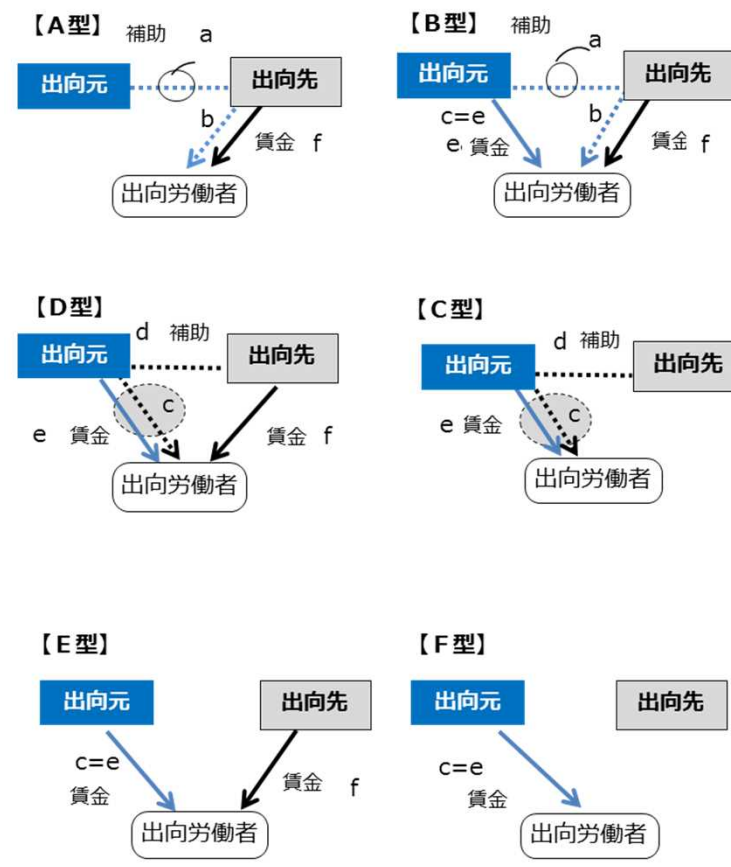 【A型】
補助 a
出向元
出向先
b
賃金 f
出向労働者
【B型】
補助
a
出向元
出向先
c=e
b
e 賃金
賃金 f
出向労働者
【D型】
d 補助
出向元
出向先
c
e 賃金
賃金 f
出向労働者
【C型】
d 補助
出向元
出向先
c
e 賃金
出向労働者
【E型】
出向元
出向先
c=e
賃金
賃金 f
出向労働者
【F型】
出向元
出向先
c=e
賃金
出向労働者